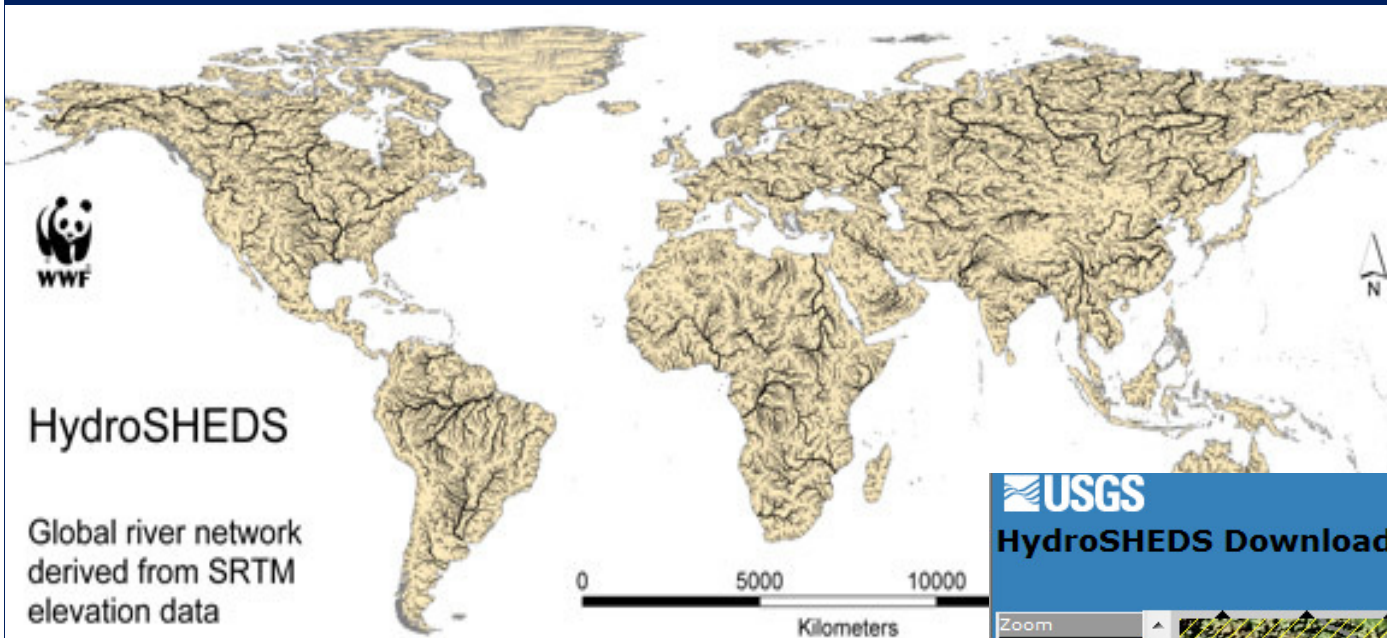 WWF
N
HydroSHEDS
Global river network
derived from SRTM
elevation data
0 5000 10000
Kilometers
USGS
HydroSHEDS Download
Zoom